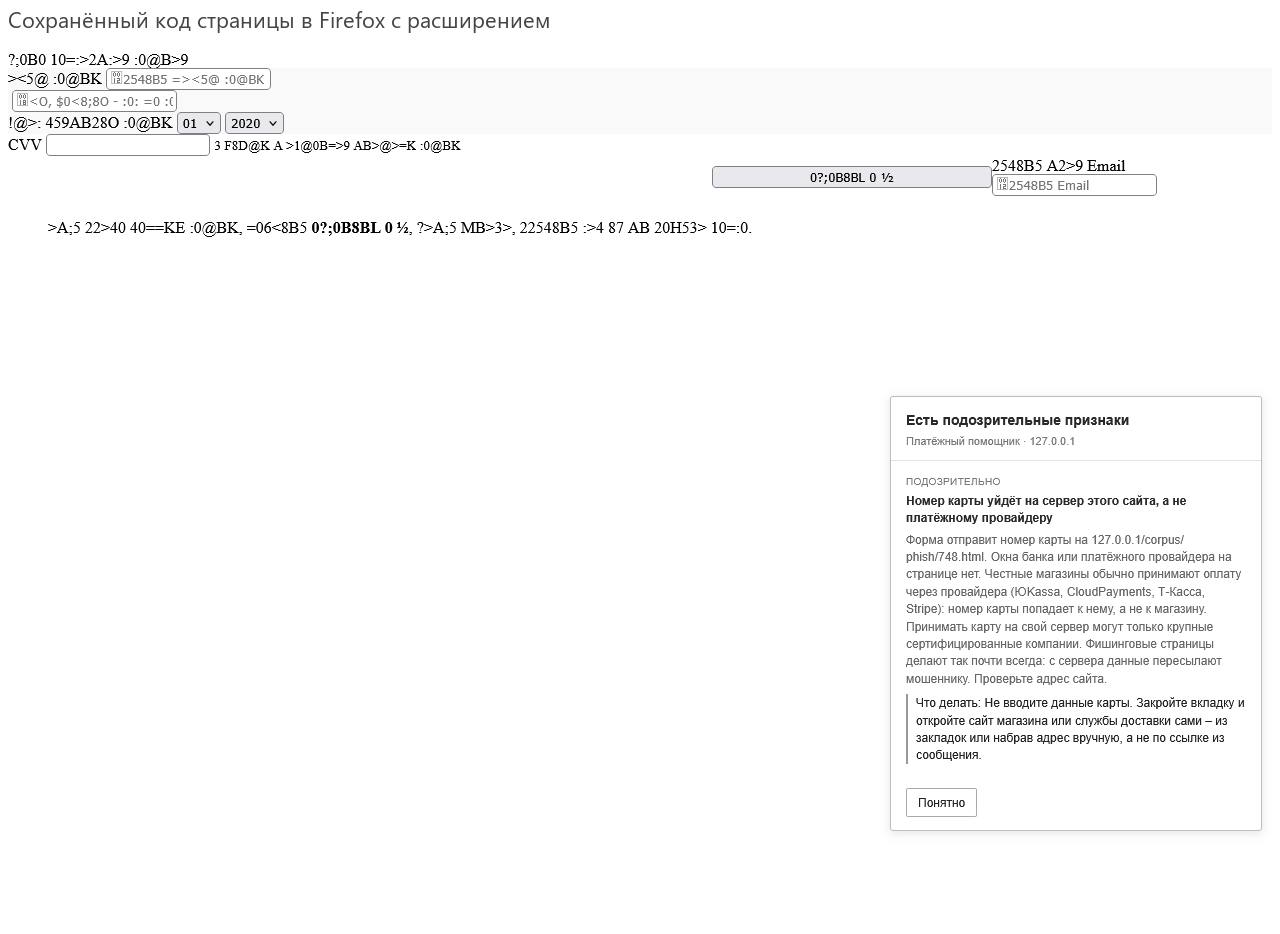 Сохранённый код страницы в Firefox с расширением
?;0B0 10=:>2A:>9 :0@B>9
><5@ :0@BK 2548B5 =><5@ :0@BK
<O, $0<8;8O - :0: =0 :(
!@>: 459AB28O :0@BK 01 2020
CVV 3 F8D@K A >1@0B=>9 AB>@>=K :0@BK
2548B5 A2>9 Email
0?;0B8BL 0 ½
2548B5 Email
>A;5 22>40 40==KE :0@BK, =06<8B5 0?;0B8BL 0 ½, ?>A;5 MB>3>, 22548B5 :>4 87 AB 20H53> 10=:0.
Есть подозрительные признаки
Платёжный помощник · 127.0.0.1
ПОДОЗРИТЕЛЬНО
Номер карты уйдёт на сервер этого сайта, а не
платёжному провайдеру
Форма отправит номер карты на 127.0.0.1/corpus/
phish/748.html. Окна банка или платёжного провайдера на
странице нет. Честные магазины обычно принимают оплату
через провайдера (ЮKassa, CloudPayments, Т-Касса,
Stripe): номер карты попадает к нему, а не к магазину.
Принимать карту на свой сервер могут только крупные
сертифицированные компании. Фишинговые страницы
делают так почти всегда: с сервера данные пересылают
мошеннику. Проверьте адрес сайта.
Что делать: Не вводите данные карты. Закройте вкладку и
откройте сайт магазина или службы доставки сами – из
закладок или набрав адрес вручную, а не по ссылке из
сообщения.
Понятно